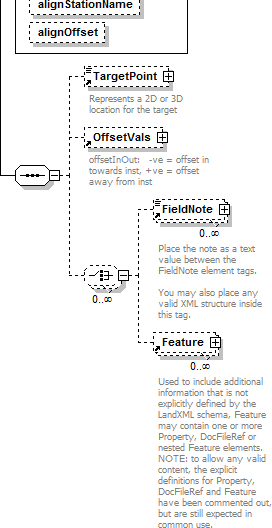 alignStationName
alignOffset
TargetPoint
Represents a 2D or 3D
location for the target
OffsetVals
offsetInOut: -ve = offset in
towards inst, +ve = offset
away from inst
FieldNote
0..∞
Place the note as a text
value between the
FieldNote element tags.
You may also place any
valid XML structure inside
this tag.
0..∞
Feature
0..∞
Used to include additional
information that is not
explicitly defined by the
LandXML schema, Feature
may contain one or more
Property, DocFileRef or
nested Feature elements.
NOTE: to allow any valid
content, the explicit
definitions for Property,
DocFileRef and Feature
have been commented out,
but are still expected in
common use.